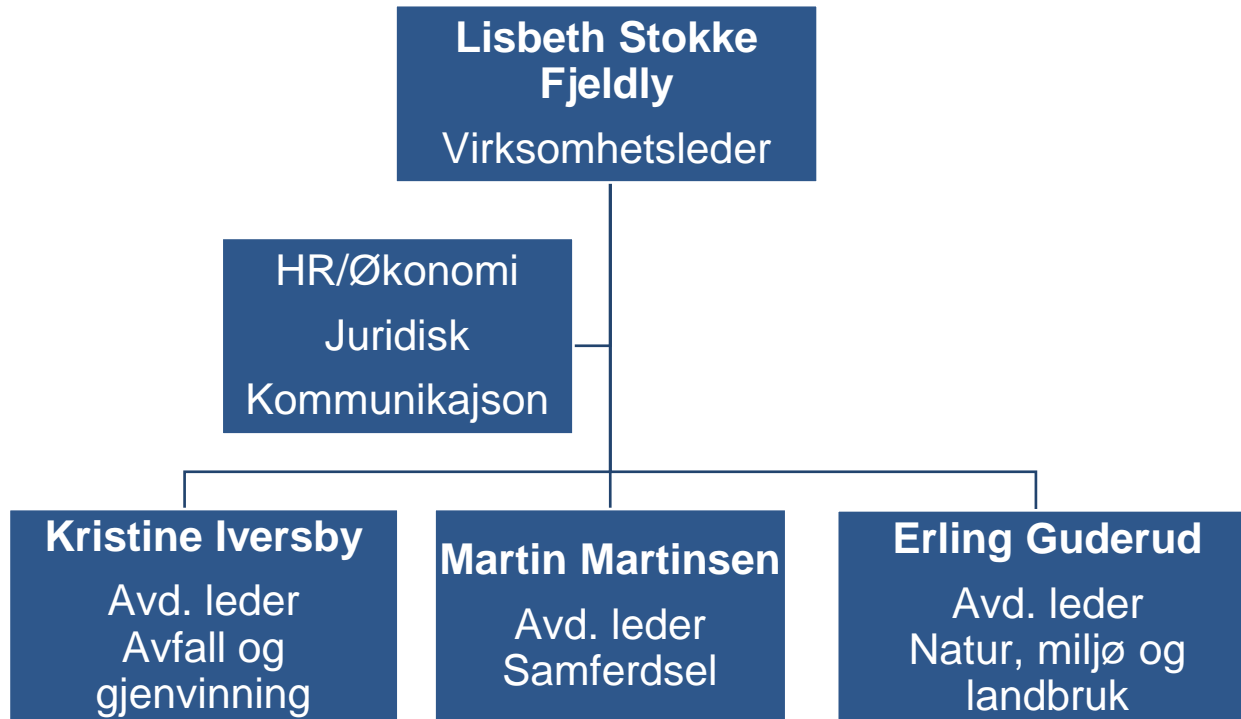 Lisbeth Stokke
Fjeldly
Virksomhetsleder
HR/Økonomi
Juridisk
Kommunikajson
Kristine Iversby
Avd. leder
Avfall og
gjenvinning
Martin Martinsen
Avd. leder
Samferdsel
Erling Guderud
Avd. leder
Natur, miljø og
landbruk